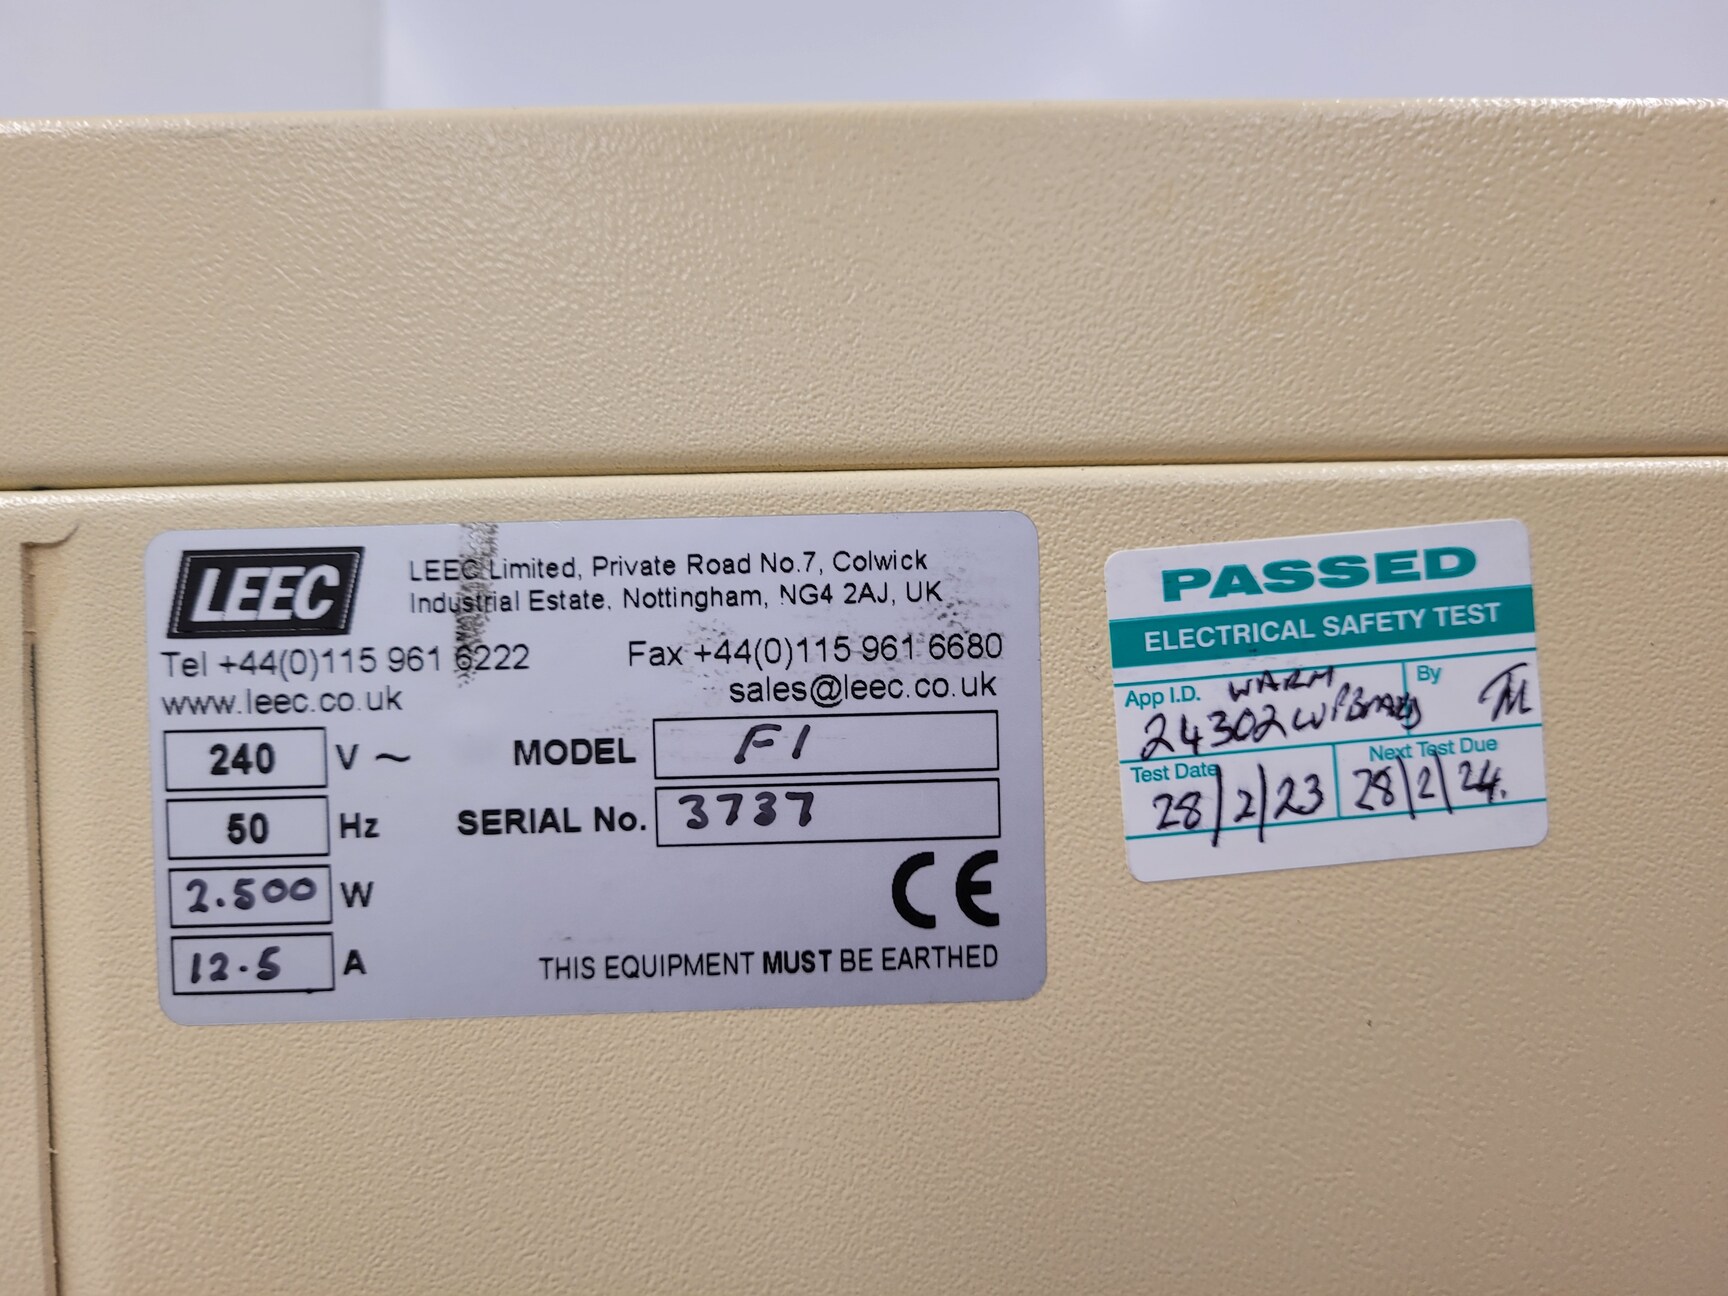 LEEC
LEEC Limited, Private Road No.7, Colwick
Industrial Estate, Nottingham, NG4 2AJ, UK
Tel +44(0)115 961 6222
Fax +44(0)115 961 6680
www.leec.co.uk
sales@leec.co.uk
240 V ~
MODEL F1
50 Hz
SERIAL No. 3737
2.500 W
CE
12.5 A
THIS EQUIPMENT MUST BE EARTHED
PASSED
ELECTRICAL SAFETY TEST
App I.D. WARM
By TM
24302
Test Date
Next Test Due
28/2/23
28/2/24.